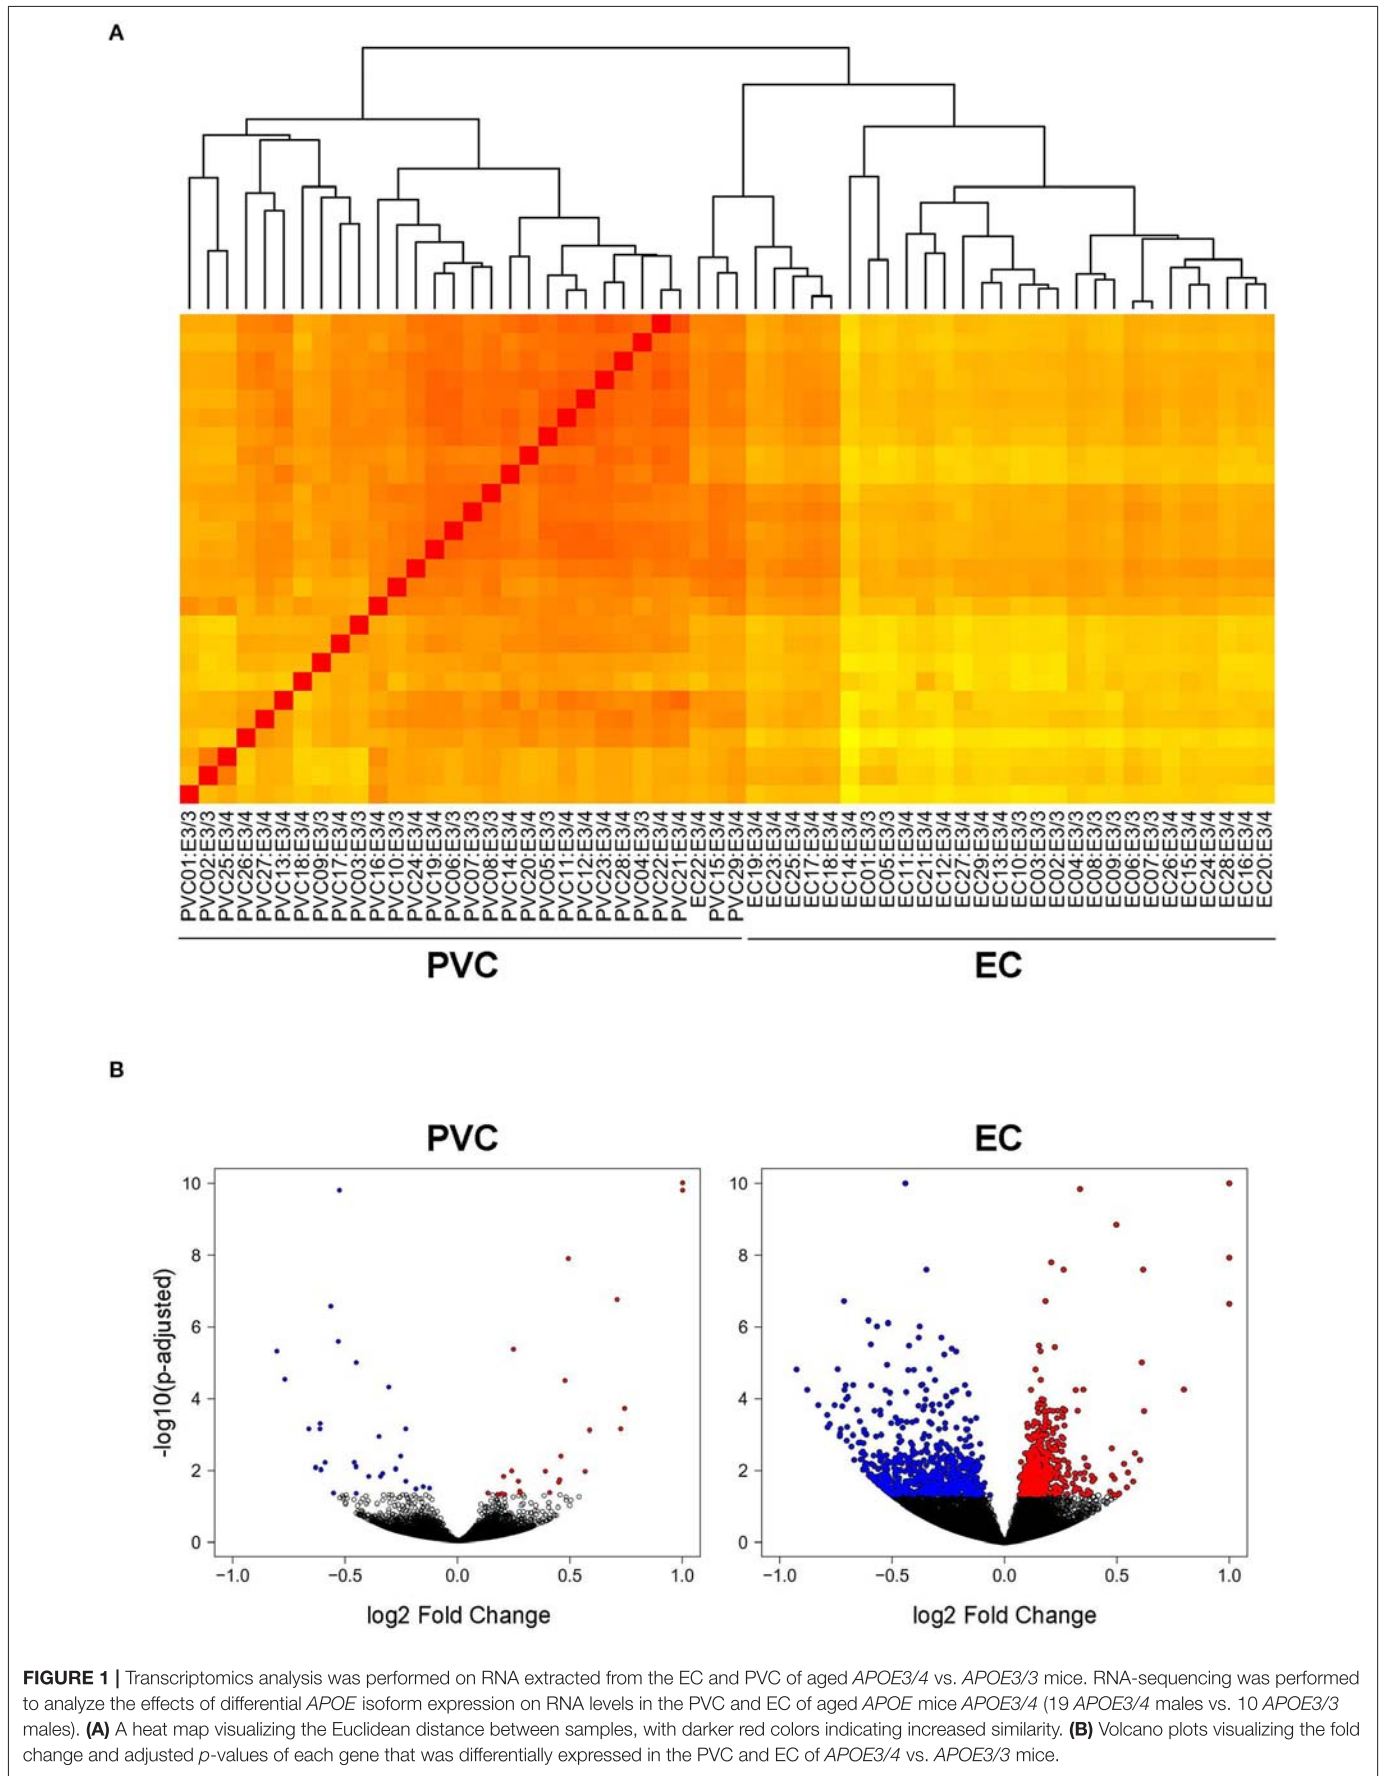 A
PVC01:E3/3
PVC02:E3/3
PVC25:E3/4
PVC26:E3/4
PVC27:E3/4
PVC13:E3/4
PVC18:E3/4
PVC09:E3/3
PVC17:E3/4
PVC03:E3/3
PVC16:E3/4
PVC10:E3/3
PVC24:E3/4
PVC19:E3/4
PVC06:E3/3
PVC07:E3/3
PVC08:E3/3
PVC14:E3/4
PVC20:E3/4
PVC05:E3/3
PVC11:E3/4
PVC12:E3/4
PVC23:E3/4
PVC28:E3/4
PVC04:E3/3
PVC22:E3/4
PVC21:E3/4
EC22:E3/4
PVC15:E3/4
PVC29:E3/4
EC19:E3/4
EC23:E3/4
EC25:E3/4
EC17:E3/4
EC18:E3/4
EC14:E3/4
EC01:E3/3
EC05:E3/3
EC11:E3/4
EC21:E3/4
EC12:E3/4
EC27:E3/4
EC29:E3/4
EC13:E3/4
EC10:E3/3
EC03:E3/3
EC02:E3/3
EC04:E3/3
EC08:E3/3
EC09:E3/3
EC06:E3/3
EC07:E3/3
EC26:E3/4
EC15:E3/4
EC24:E3/4
EC28:E3/4
EC16:E3/4
EC20:E3/4
PVC EC
B
PVC EC
-log10(p-adjusted)
10
8
6
4
2
0
−1.0 −0.5 0.0 0.5 1.0
log2 Fold Change
10
8
6
4
2
0
−1.0 −0.5 0.0 0.5 1.0
log2 Fold Change
FIGURE 1 | Transcriptomics analysis was performed on RNA extracted from the EC and PVC of aged APOE3/4 vs. APOE3/3 mice. RNA-sequencing was performed
to analyze the effects of differential APOE isoform expression on RNA levels in the PVC and EC of aged APOE mice APOE3/4 (19 APOE3/4 males vs. 10 APOE3/3
males). (A) A heat map visualizing the Euclidean distance between samples, with darker red colors indicating increased similarity. (B) Volcano plots visualizing the fold
change and adjusted p-values of each gene that was differentially expressed in the PVC and EC of APOE3/4 vs. APOE3/3 mice.